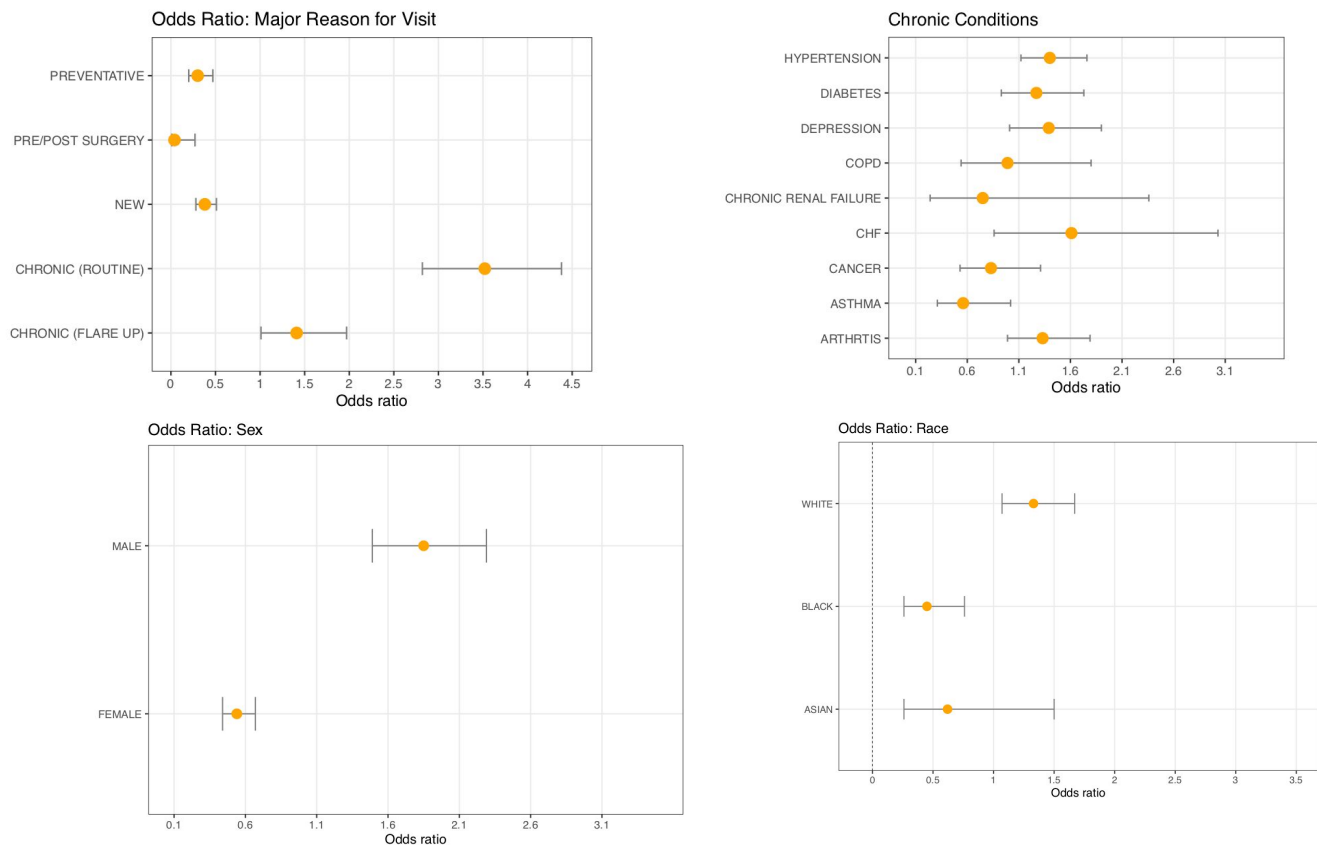 Odds Ratio: Major Reason for Visit
PREVENTATIVE
PRE/POST SURGERY
NEW
CHRONIC (ROUTINE)
CHRONIC (FLARE UP)
0 0.5 1 1.5 2 2.5 3 3.5 4 4.5
Odds ratio
Chronic Conditions
HYPERTENSION
DIABETES
DEPRESSION
COPD
CHRONIC RENAL FAILURE
CHF
CANCER
ASTHMA
ARTHRTIS
0.1 0.6 1.1 1.6 2.1 2.6 3.1
Odds ratio
Odds Ratio: Sex
MALE
FEMALE
0.1 0.6 1.1 1.6 2.1 2.6 3.1
Odds ratio
Odds Ratio: Race
WHITE
BLACK
ASIAN
0 0.5 1 1.5 2 2.5 3 3.5
Odds ratio